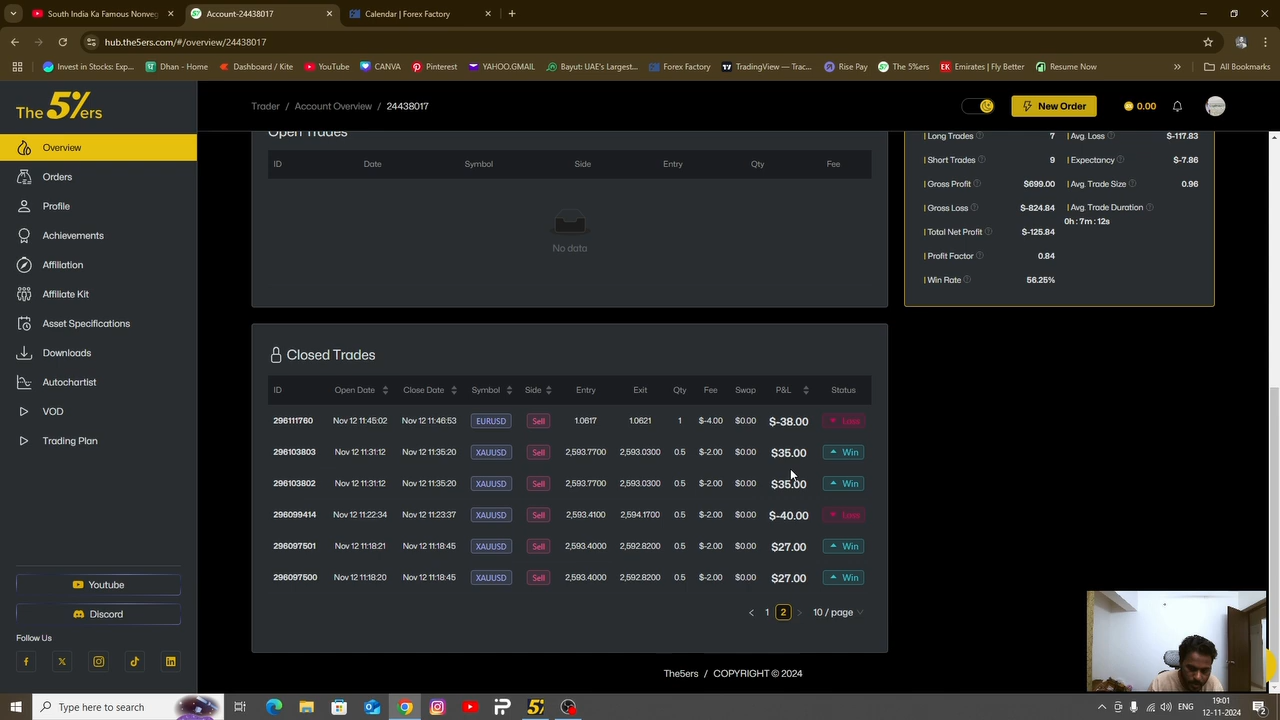 South India Ka Famous Nonveg
Account-24438017
Calendar | Forex Factory
hub.the5ers.com/#/overview/24438017
Invest in Stocks: Exp...
Dhan - Home
Dashboard / Kite
YouTube
CANVA
Pinterest
YAHOO.GMAIL
Bayut: UAE's Largest...
Forex Factory
TradingView — Trac...
Rise Pay
The 5%ers
Emirates | Fly Better
Resume Now
All Bookmarks
The 5%ers
Trader / Account Overview / 24438017
New Order
0.00
Overview
Orders
Profile
Achievements
Affiliation
Affiliate Kit
Asset Specifications
Downloads
Autochartist
VOD
Trading Plan
Youtube
Discord
Follow Us
Open Trades
ID Date Symbol Side Entry Qty Fee
No data
Long Trades 7 Avg. Loss $-117.83
Short Trades 9 Expectancy $-7.86
Gross Profit $699.00 Avg. Trade Size 0.96
Gross Loss $-824.84 Avg. Trade Duration
0h : 7m : 12s
Total Net Profit $-125.84
Profit Factor 0.84
Win Rate 56.25%
Closed Trades
ID Open Date Close Date Symbol Side Entry Exit Qty Fee Swap P&L Status
296111760 Nov 12 11:45:02 Nov 12 11:46:53 EURUSD Sell 1.0617 1.0621 1 $-4.00 $0.00 $-38.00 Loss
296103803 Nov 12 11:31:12 Nov 12 11:35:20 XAUUSD Sell 2,593.7700 2,593.0300 0.5 $-2.00 $0.00 $35.00 Win
296103802 Nov 12 11:31:12 Nov 12 11:35:20 XAUUSD Sell 2,593.7700 2,593.0300 0.5 $-2.00 $0.00 $35.00 Win
296099414 Nov 12 11:22:34 Nov 12 11:23:37 XAUUSD Sell 2,593.4100 2,594.1700 0.5 $-2.00 $0.00 $-40.00 Loss
296097501 Nov 12 11:18:21 Nov 12 11:18:45 XAUUSD Sell 2,593.4000 2,592.8200 0.5 $-2.00 $0.00 $27.00 Win
296097500 Nov 12 11:18:20 Nov 12 11:18:45 XAUUSD Sell 2,593.4000 2,592.8200 0.5 $-2.00 $0.00 $27.00 Win
1 2 10 / page
The5ers / COPYRIGHT © 2024
Type here to search
ENG
19:01
12-11-2024
2